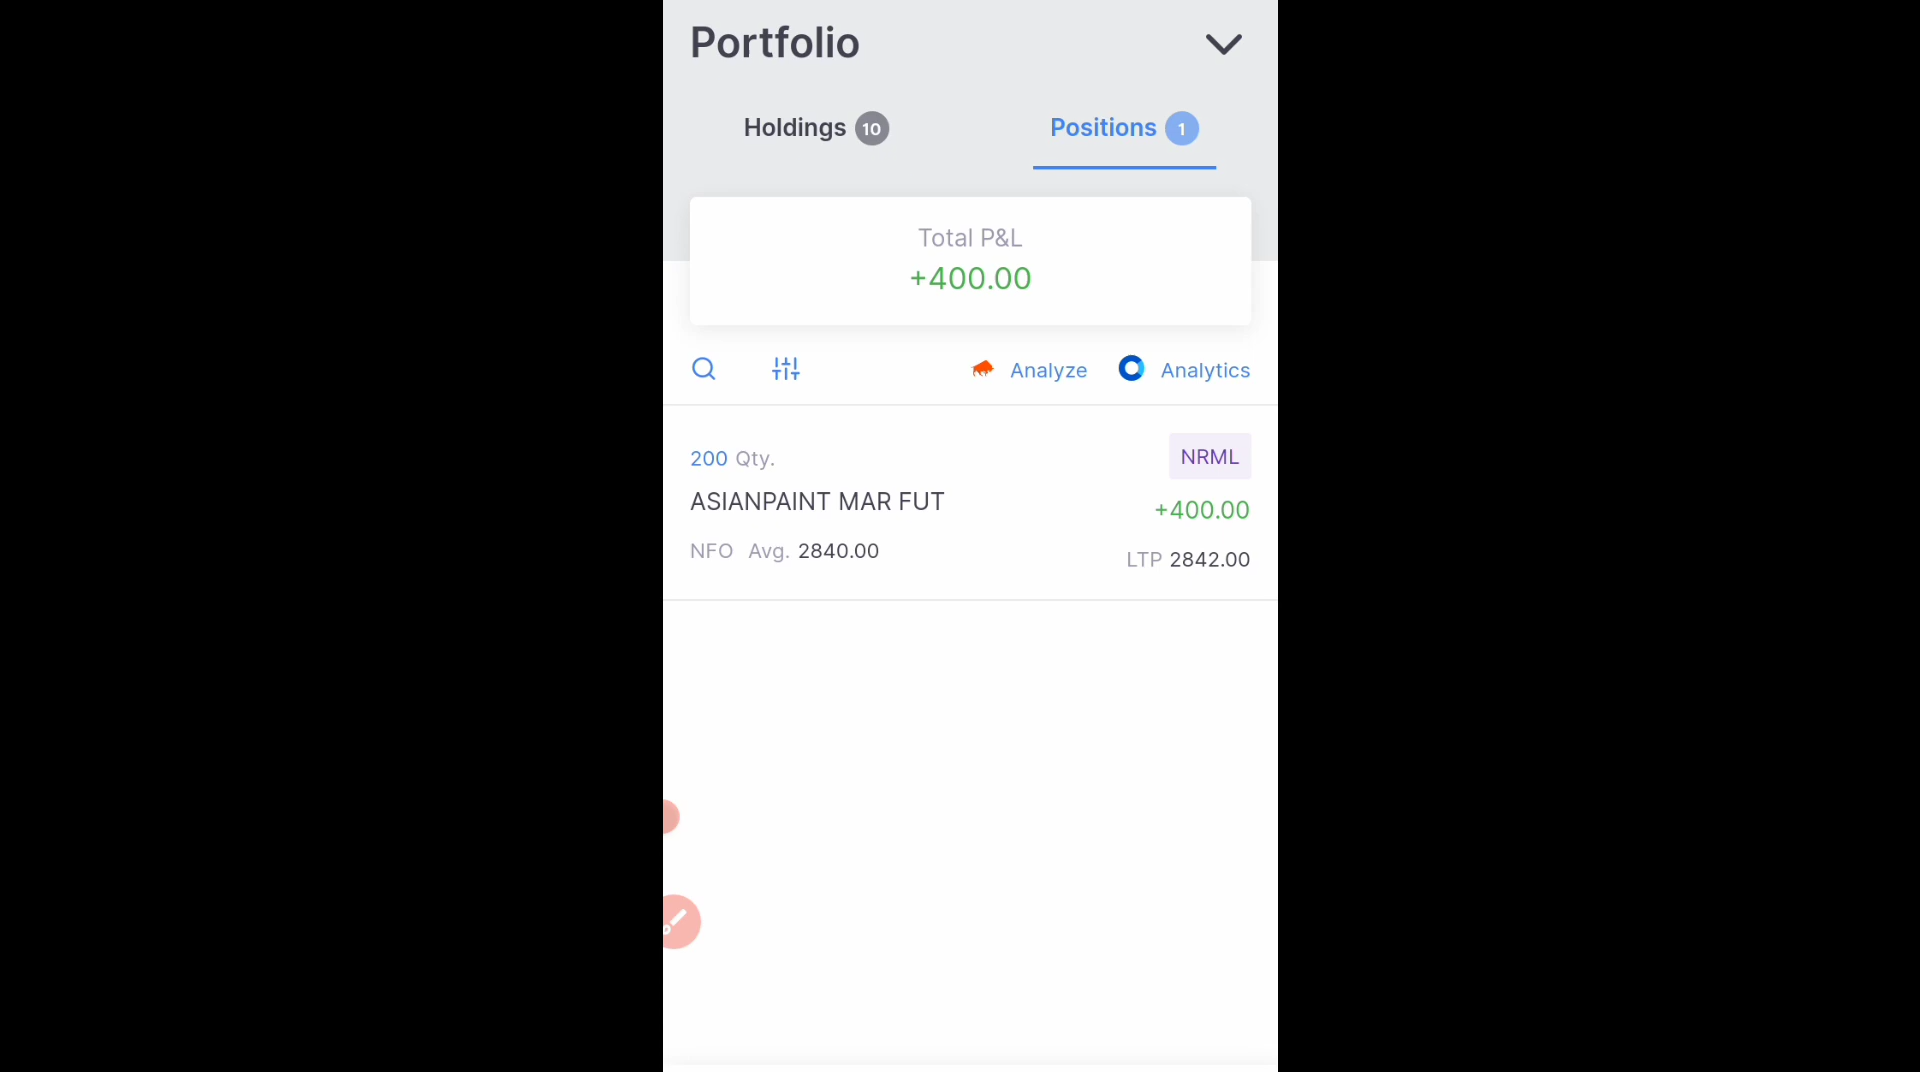 Portfolio
Holdings 10
Positions 1
Total P&L
+400.00
Analyze
Analytics
200 Qty.
NRML
ASIANPAINT MAR FUT
+400.00
NFO Avg. 2840.00
LTP 2842.00